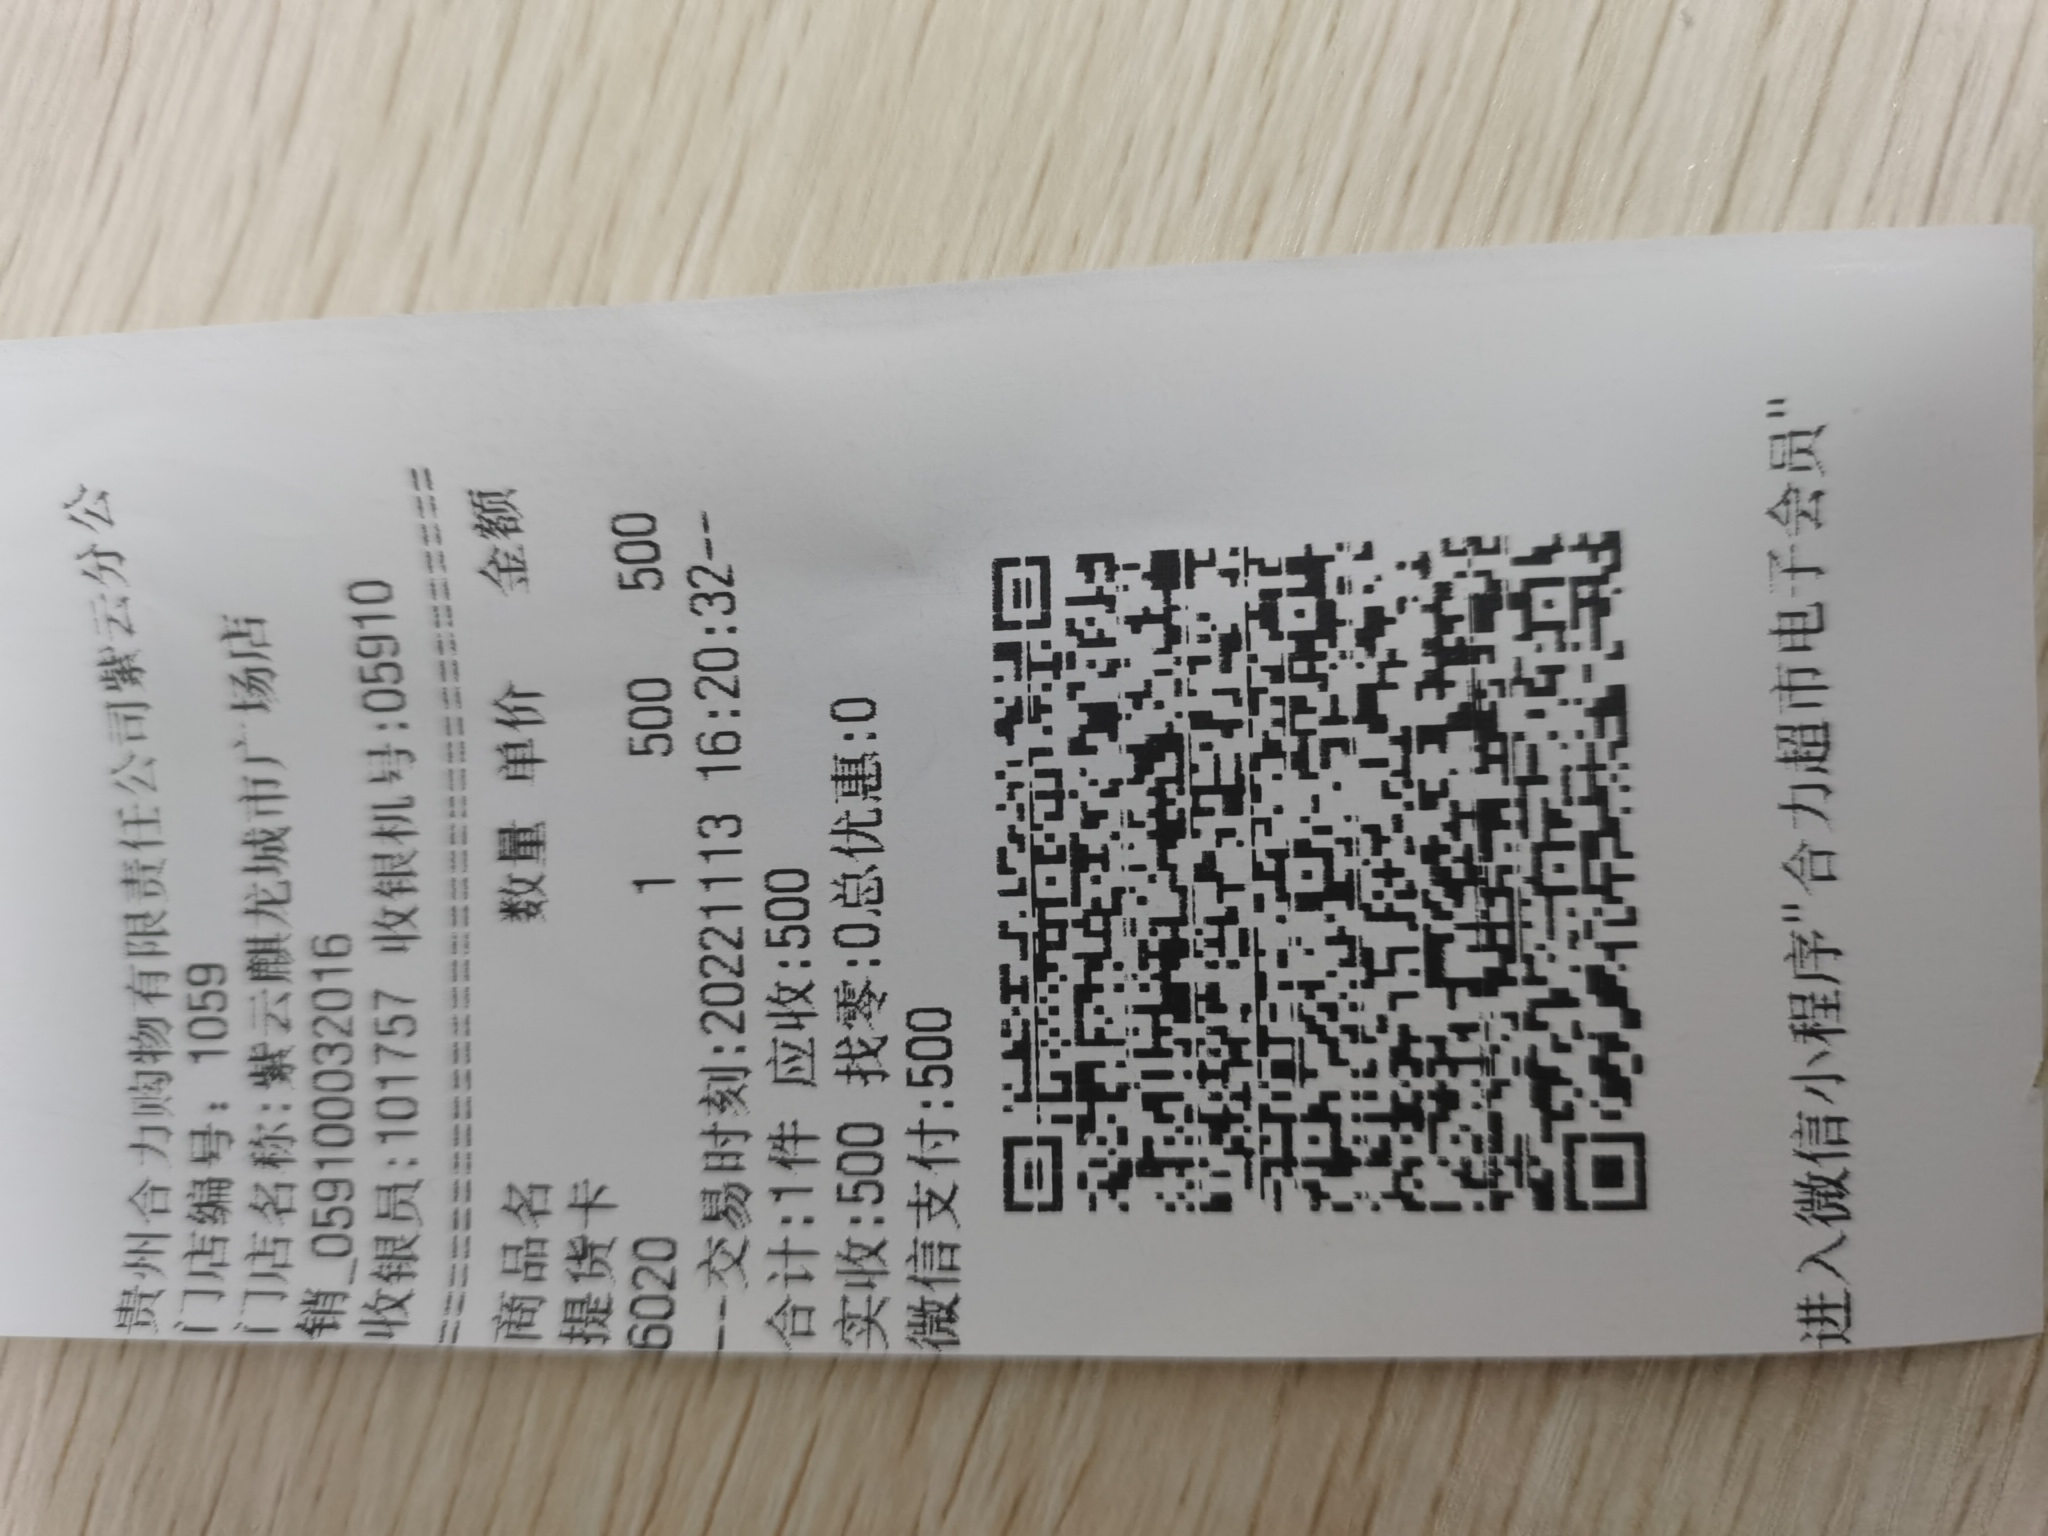 贵州合力购物有限责任公司紫云分公
门店编号: 1059
门店名称:紫云麒龙城市广场店
销_0591000032016
收银员:101757 收银机号:05910
商品名 数量 单价 金额
提货卡
6020 1 500 500
--交易时刻:20221113 16:20:32--
合计:1件 应收:500
实收:500 找零:0总优惠:0
微信支付:500
进入微信小程序"合力超市电子会员"